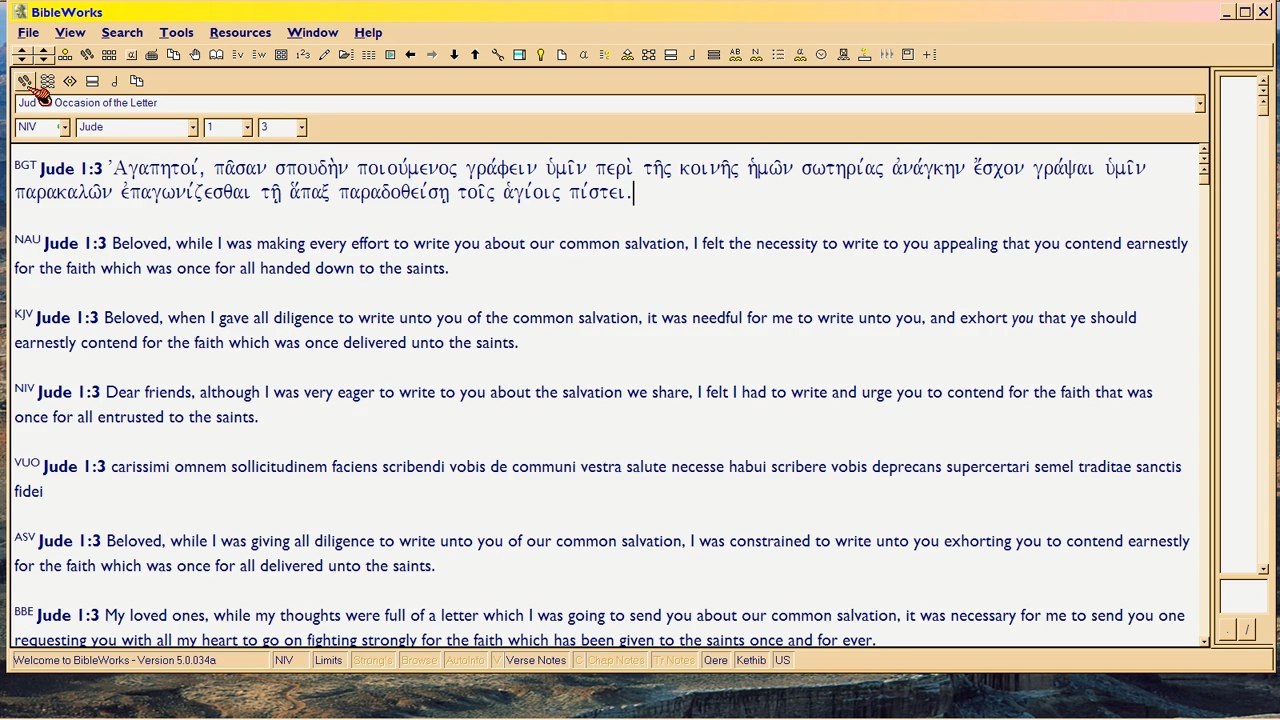 BibleWorks
File View Search Tools Resources Window Help
Jud Occasion of the Letter
NIV Jude 1 3
BGT Jude 1:3 Ἀγαπητοί, πᾶσαν σπουδὴν ποιούμενος γράφειν ὑμῖν περὶ τῆς κοινῆς ἡμῶν σωτηρίας ἀνάγκην ἔσχον γράψαι ὑμῖν
παρακαλῶν ἐπαγωνίζεσθαι τῇ ἅπαξ παραδοθείσῃ τοῖς ἁγίοις πίστει.
NAU Jude 1:3 Beloved, while I was making every effort to write you about our common salvation, I felt the necessity to write to you appealing that you contend earnestly
for the faith which was once for all handed down to the saints.
KJV Jude 1:3 Beloved, when I gave all diligence to write unto you of the common salvation, it was needful for me to write unto you, and exhort you that ye should
earnestly contend for the faith which was once delivered unto the saints.
NIV Jude 1:3 Dear friends, although I was very eager to write to you about the salvation we share, I felt I had to write and urge you to contend for the faith that was
once for all entrusted to the saints.
VUO Jude 1:3 carissimi omnem sollicitudinem faciens scribendi vobis de communi vestra salute necesse habui scribere vobis deprecans supercertari semel traditae sanctis
fidei
ASV Jude 1:3 Beloved, while I was giving all diligence to write unto you of our common salvation, I was constrained to write unto you exhorting you to contend earnestly
for the faith which was once for all delivered unto the saints.
BBE Jude 1:3 My loved ones, while my thoughts were full of a letter which I was going to send you about our common salvation, it was necessary for me to send you one
requesting you with all my heart to go on fighting strongly for the faith which has been given to the saints once and for ever.
Welcome to BibleWorks - Version 5.0.034a NIV Limits Strong's Browse AutoInfo V Verse Notes C Chap Notes Tr Notes Qere Kethib US